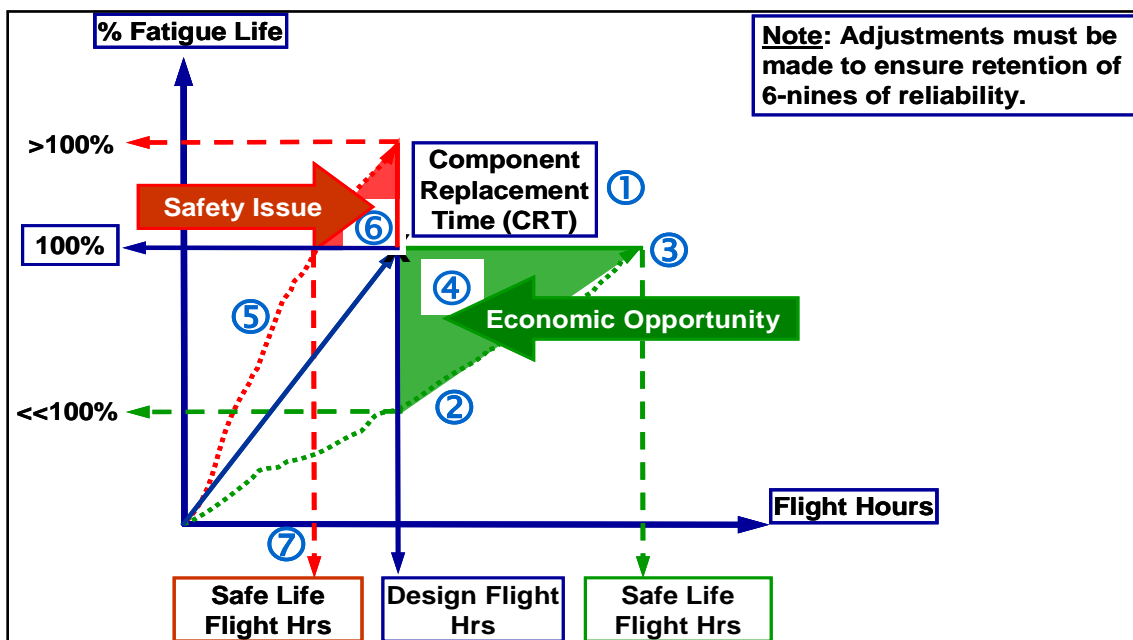 % Fatigue Life
Note: Adjustments must be
made to ensure retention of
6-nines of reliability.
>100%
Component
Replacement
Time (CRT)
①
Safety Issue
⑥
100%
③
④
⑤
Economic Opportunity
<<100%
②
Flight Hours
⑦
Safe Life
Flight Hrs
Design Flight
Hrs
Safe Life
Flight Hrs